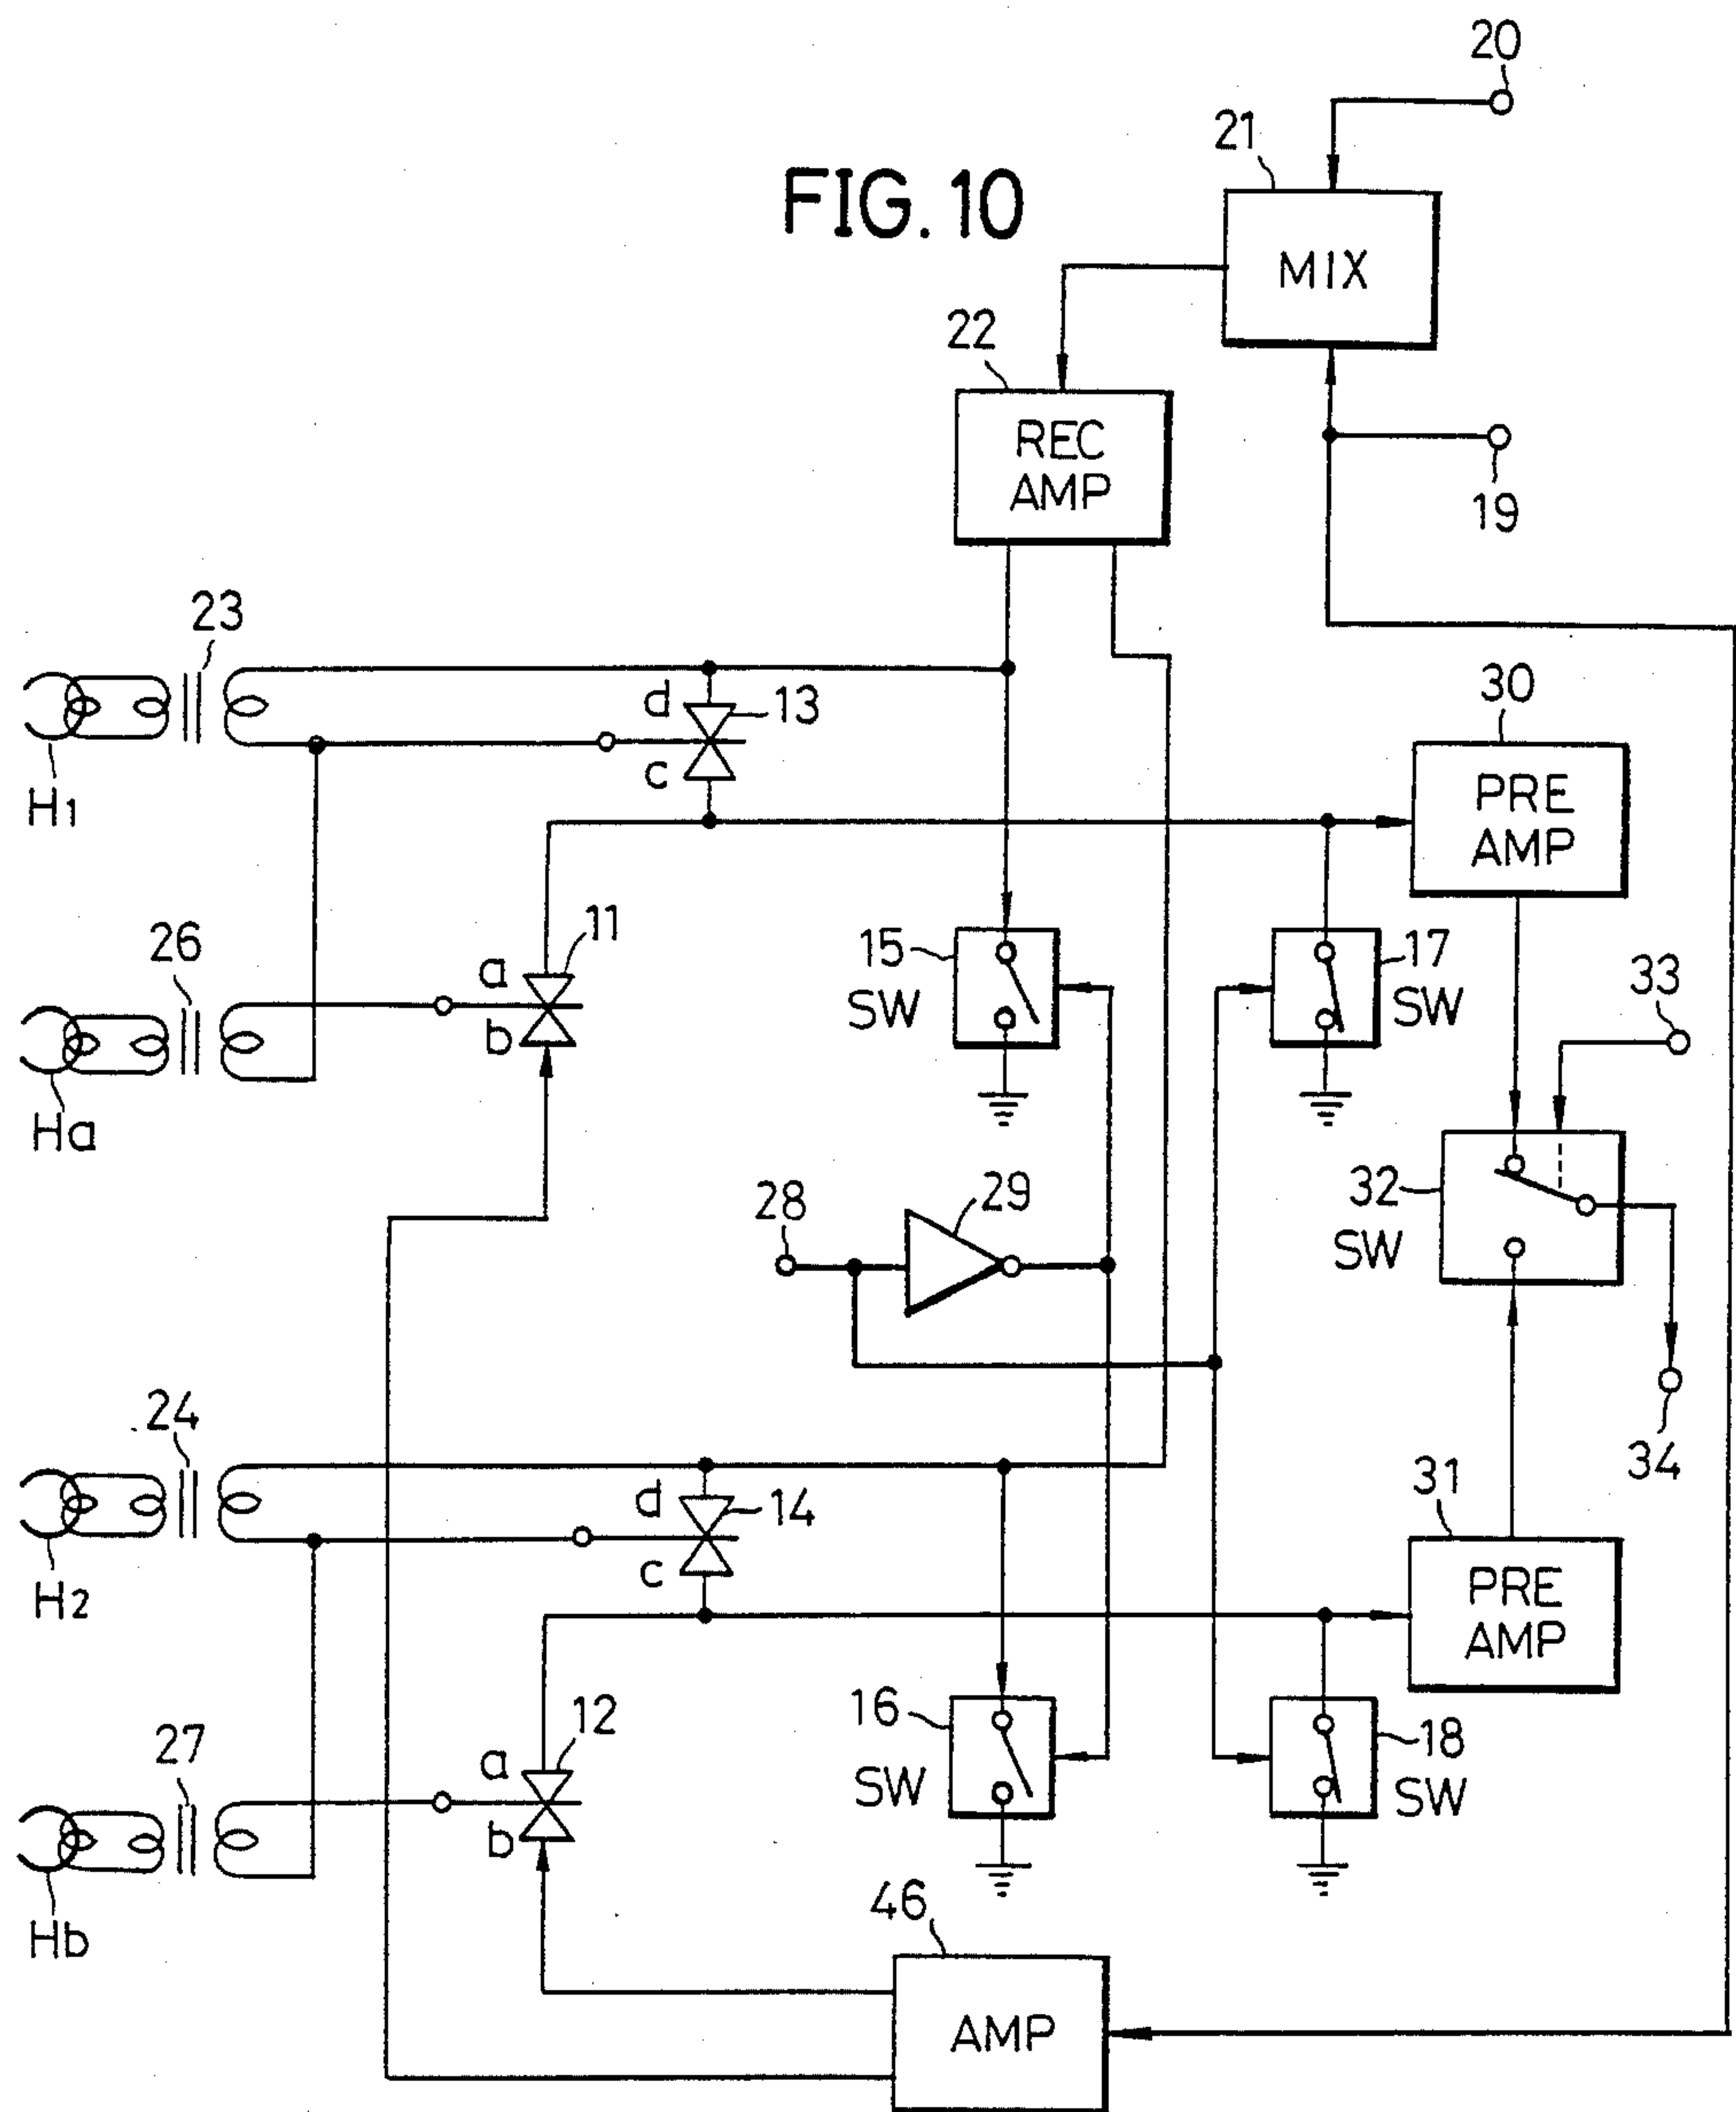 20
21
FIG. 10
MIX
22
REC
AMP
19
23
30
d
13
H1
c
PRE
AMP
26
11
15
17
33
a
SW
SW
b
Ha
28
29
32
SW
24
34
d
14
31
H2
c
PRE
AMP
12
16
18
27
a
SW
SW
b
Hb
46
AMP